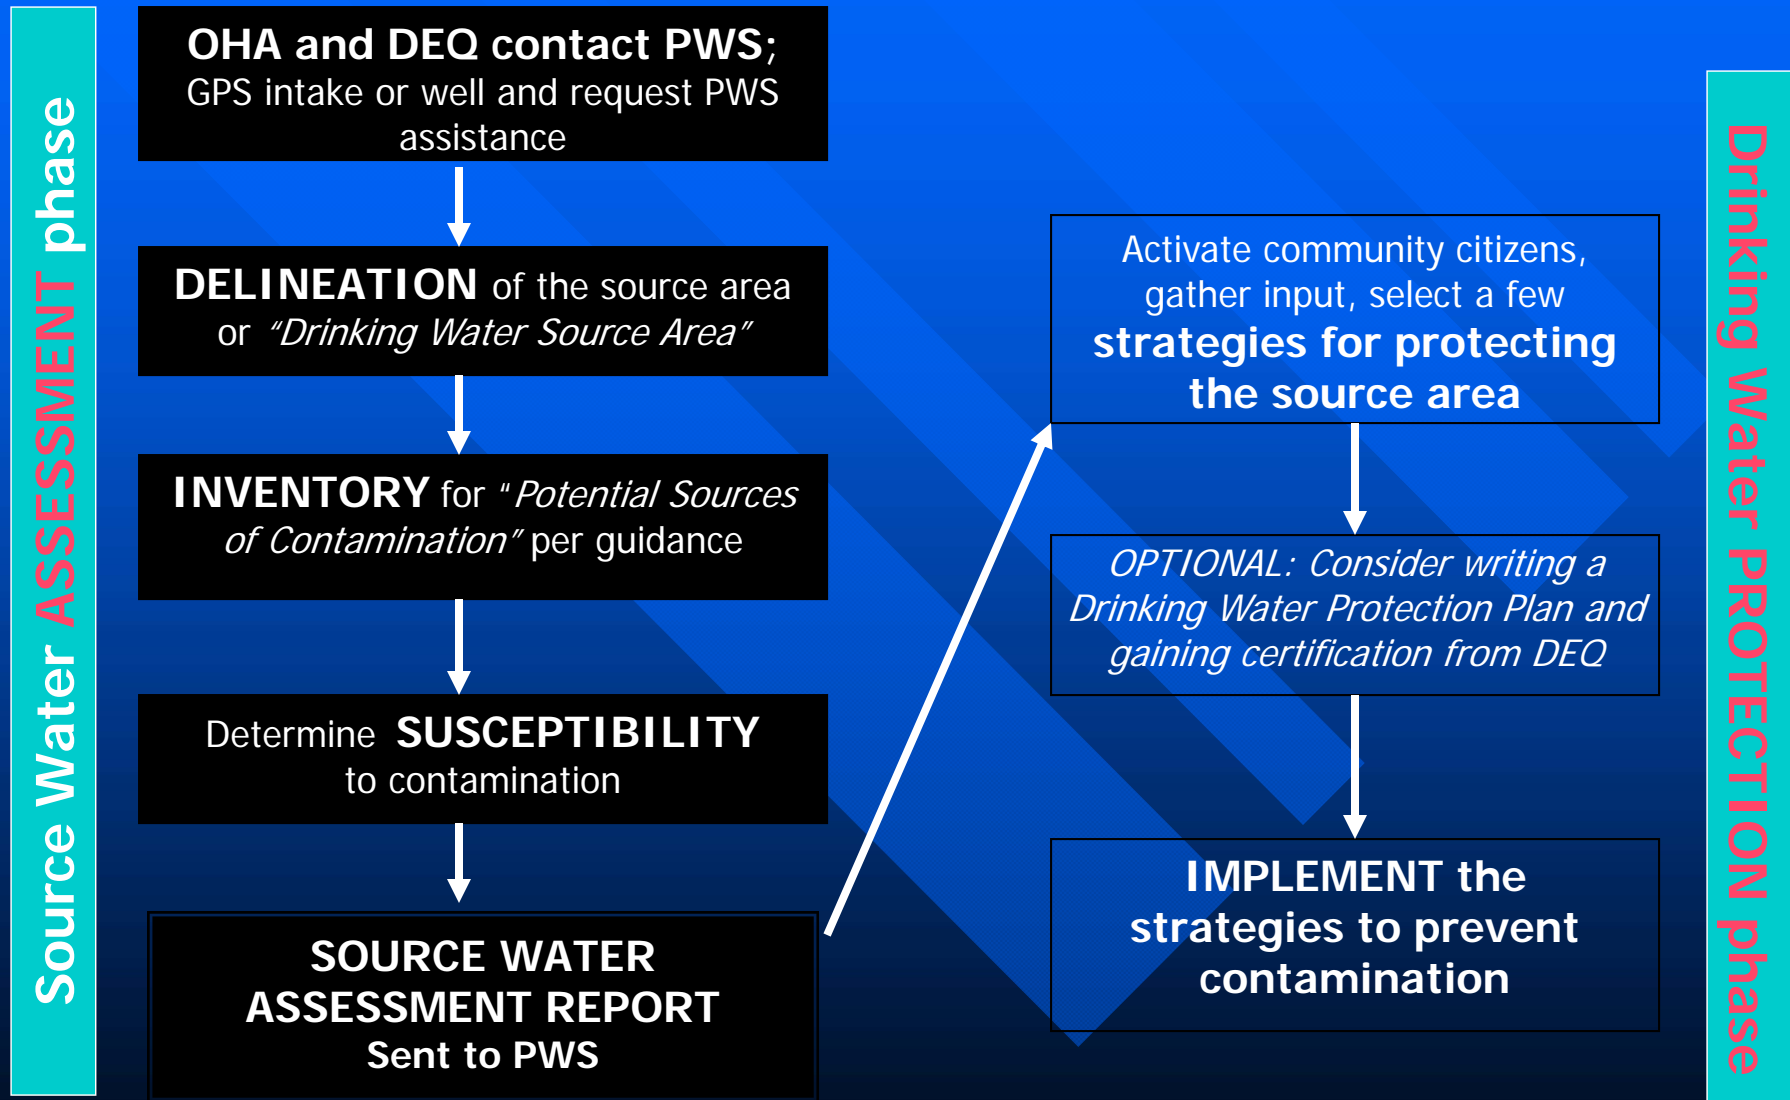 Source Water ASSESSMENT phase
OHA and DEQ contact PWS;
GPS intake or well and request PWS
assistance
DELINEATION of the source area
or “Drinking Water Source Area”
INVENTORY for “Potential Sources
of Contamination” per guidance
Determine SUSCEPTIBILITY
to contamination
SOURCE WATER
ASSESSMENT REPORT
Sent to PWS
Activate community citizens,
gather input, select a few
strategies for protecting
the source area
OPTIONAL: Consider writing a
Drinking Water Protection Plan and
gaining certification from DEQ
IMPLEMENT the
strategies to prevent
contamination
Drinking Water PROTECTION phase